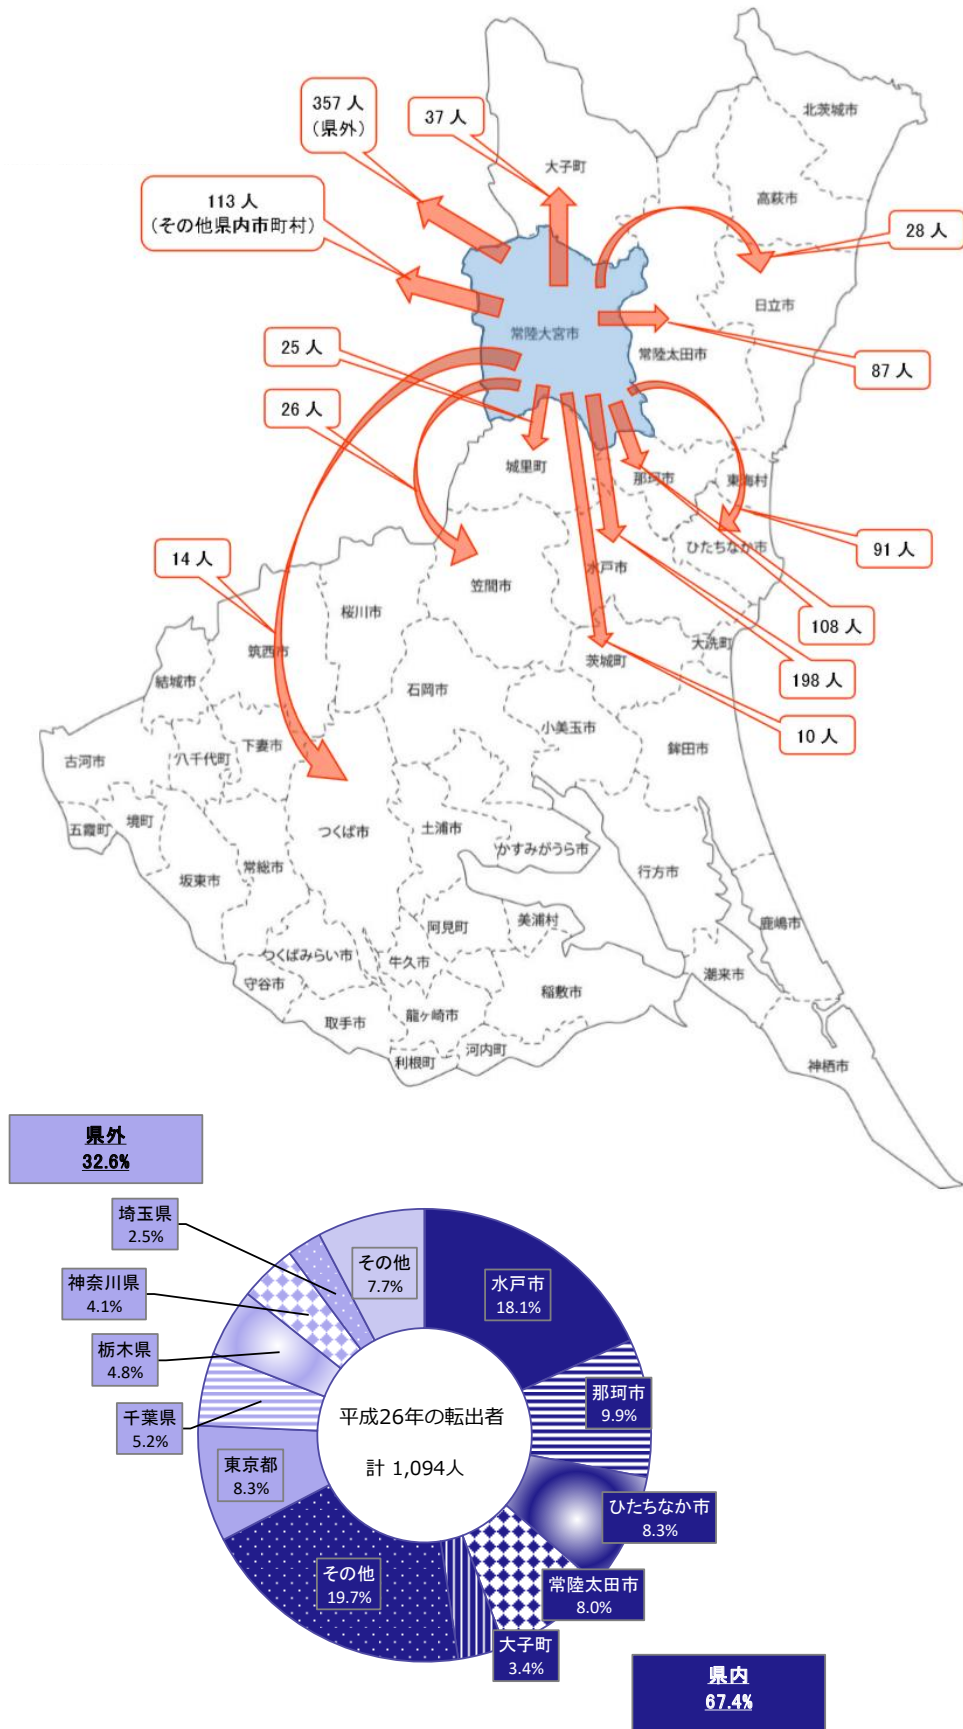 357 人
（県外）
37 人
113 人
（その他県内市町村）
28 人
25 人
87 人
26 人
14 人
91 人
108 人
198 人
10 人
北茨城市
大子町
高萩市
日立市
常陸大宮市
常陸太田市
城里町
那珂市
東海村
ひたちなか市
笠間市
水戸市
桜川市
筑西市
茨城町
大洗町
結城市
石岡市
小美玉市
鉾田市
古河市
八千代町
下妻市
五霞町
境町
つくば市
土浦市
かすみがうら市
坂東市
常総市
行方市
阿見町
美浦村
鹿嶋市
つくばみらい市
牛久市
守谷市
稲敷市
潮来市
取手市
龍ヶ崎市
利根町
河内町
神栖市
県外
32.6%
埼玉県
2.5%
その他
7.7%
水戸市
18.1%
神奈川県
4.1%
栃木県
4.8%
那珂市
9.9%
千葉県
5.2%
平成26年の転出者
計 1,094人
東京都
8.3%
ひたちなか市
8.3%
その他
19.7%
常陸太田市
8.0%
大子町
3.4%
県内
67.4%